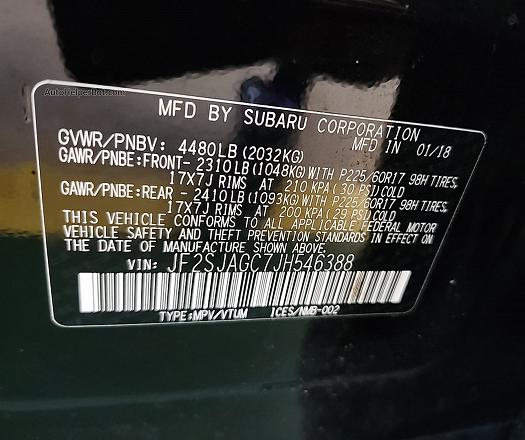 AutoHelperBot.com
MFD BY SUBARU CORPORATION
GVWR/PNBV: 4480LB(2032KG) MFD IN 01/18
GAWR/PNBE:FRONT- 2310LB(1048KG)WITH P225/60R17 98H TIRES,
17X7J RIMS AT 210 KPA(30 PSI)COLD
GAWR/PNBE:REAR - 2410LB(1093KG)WITH P225/60R17 98H TIRES,
17X7J RIMS AT 200 KPA(29 PSI)COLD
THIS VEHICLE CONFORMS TO ALL APPLICABLE FEDERAL MOTOR
VEHICLE SAFETY AND THEFT PREVENTION STANDARDS IN EFFECT ON
THE DATE OF MANUFACTURE SHOWN ABOVE.
VIN: JF2SJAGC7JH546388
TYPE:MPV/VTUM ICES/NMB-002